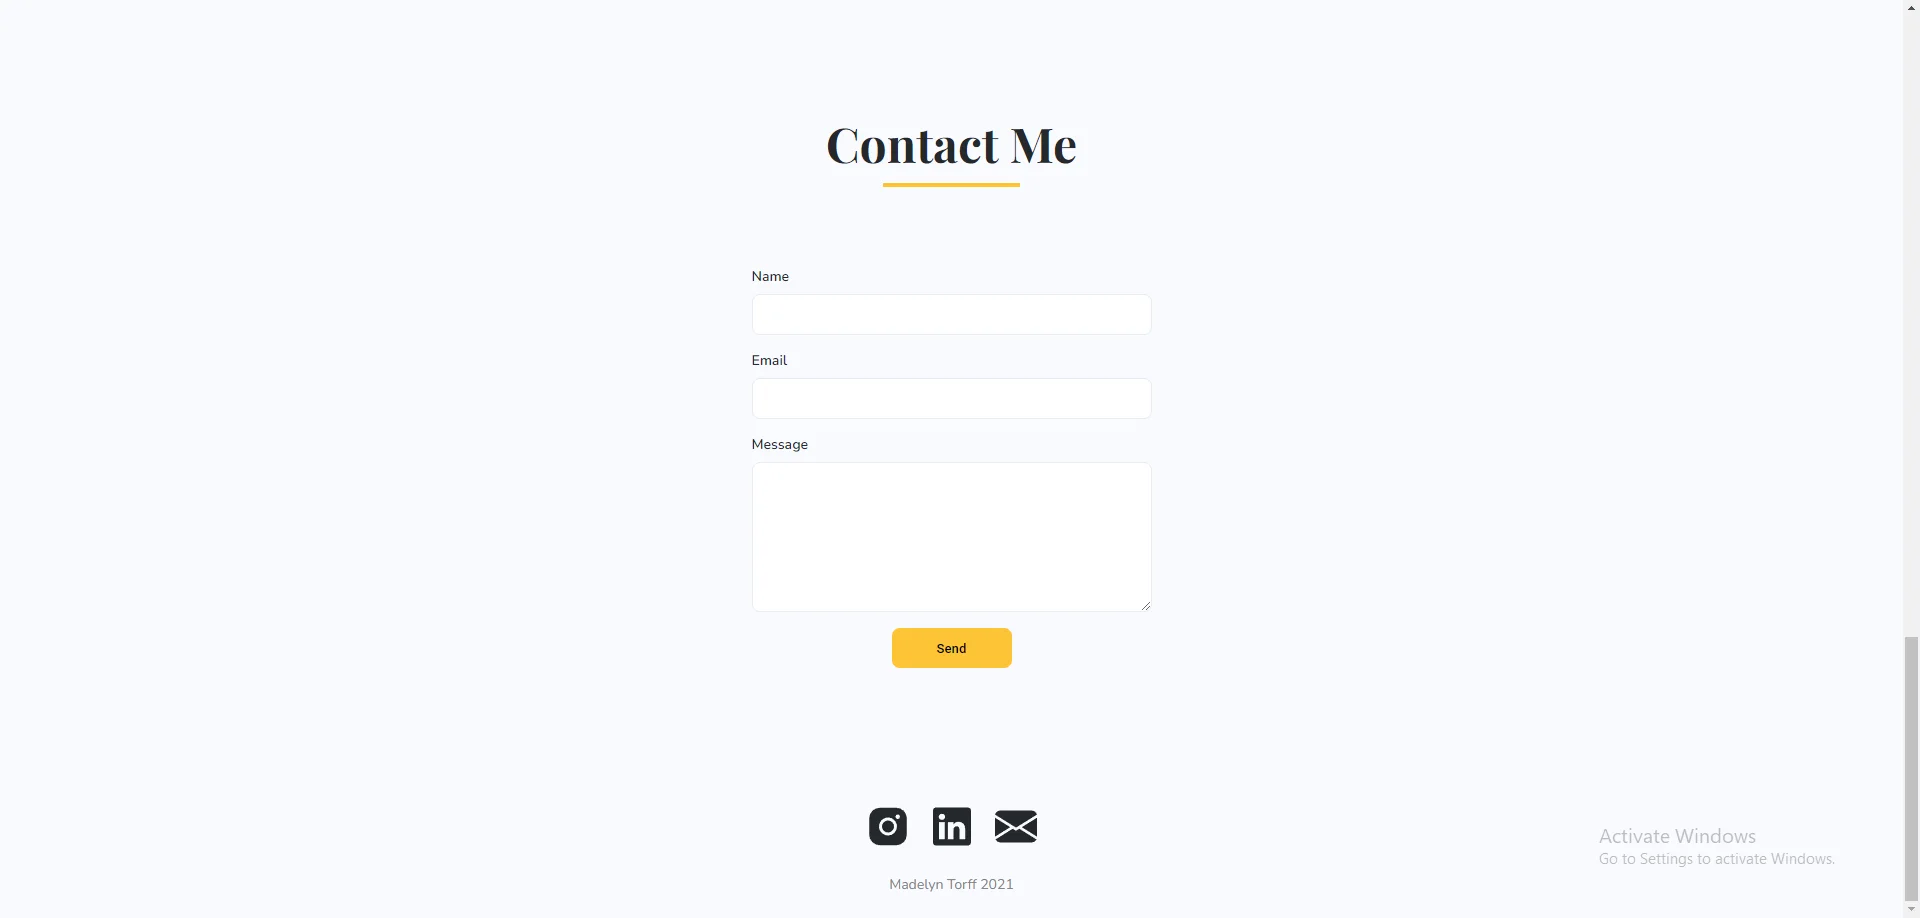 Contact Me
Name
Email
Message
Send
in
Madelyn Torff 2021
Activate Windows
Go to Settings to activate Windows.